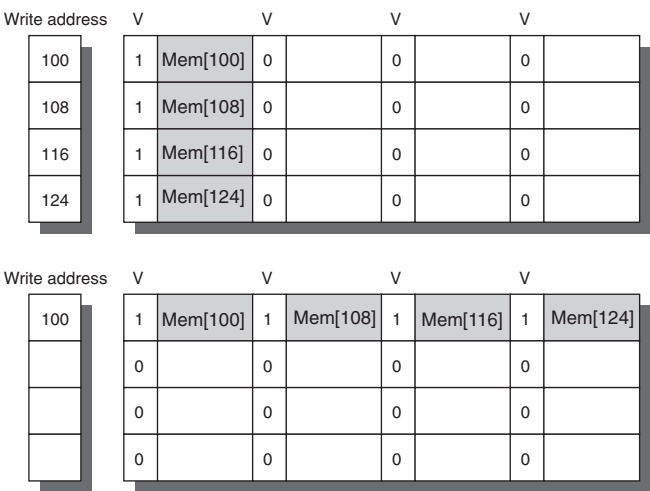 Write address V V V V
100 1 Mem[100] 0 0 0
108 1 Mem[108] 0 0 0
116 1 Mem[116] 0 0 0
124 1 Mem[124] 0 0 0
Write address V V V V
100 1 Mem[100] 1 Mem[108] 1 Mem[116] 1 Mem[124]
0 0 0 0
0 0 0 0
0 0 0 0